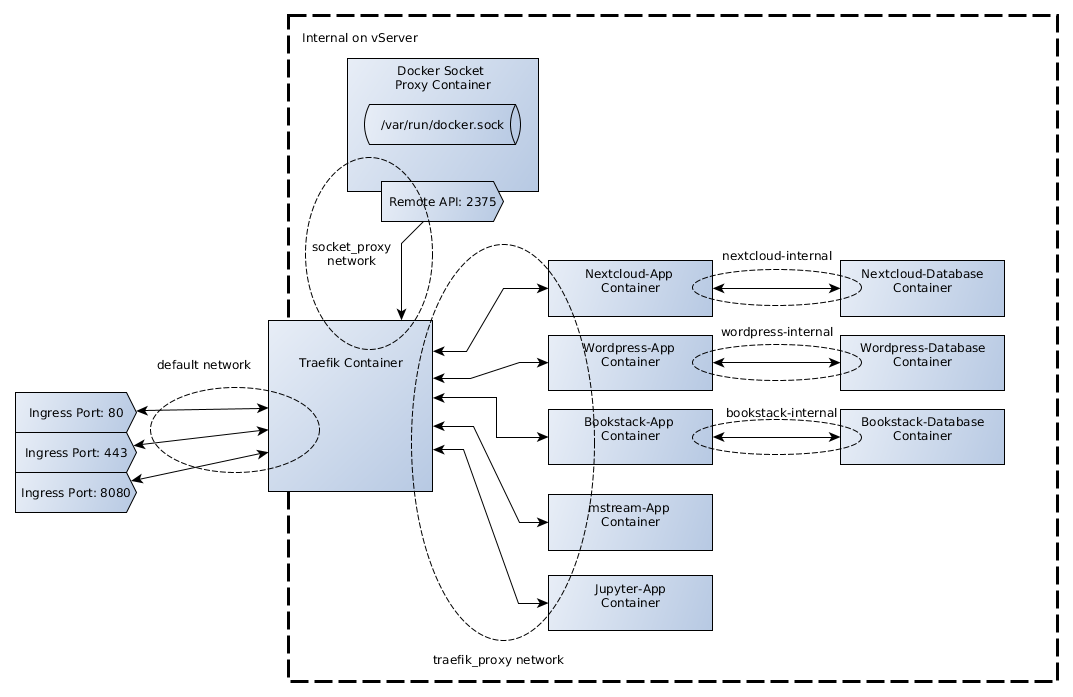 Internal on vServer
Docker Socket
Proxy Container
/var/run/docker.sock
Remote API: 2375
socket_proxy
network
default network
Ingress Port: 80
Ingress Port: 443
Ingress Port: 8080
Traefik Container
Nextcloud-App
Container
nextcloud-internal
Nextcloud-Database
Container
Wordpress-App
Container
wordpress-internal
Wordpress-Database
Container
Bookstack-App
Container
bookstack-internal
Bookstack-Database
Container
mstream-App
Container
Jupyter-App
Container
traefik_proxy network